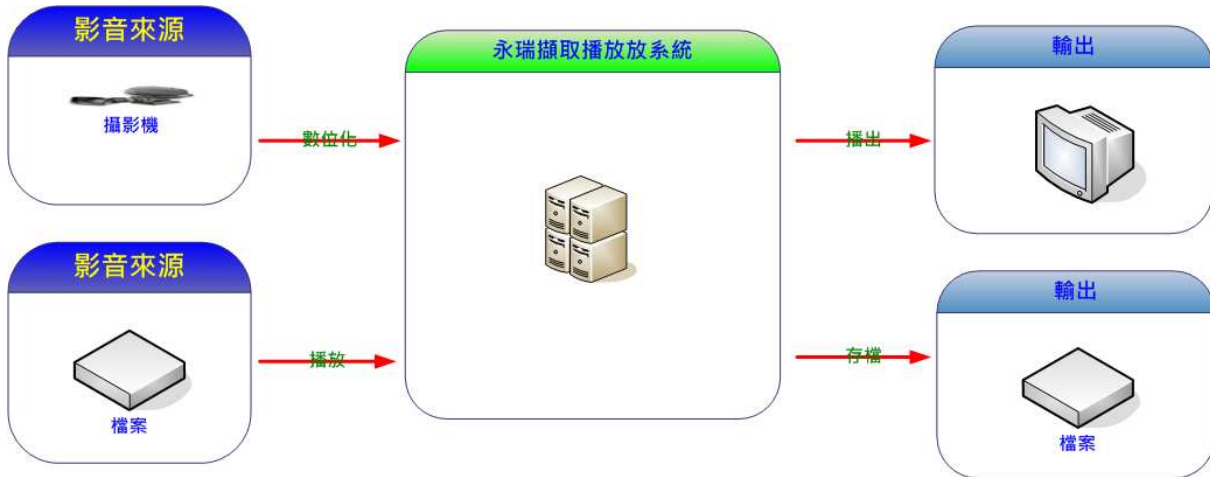 影音來源
攝影機
數位化
影音來源
檔案
播放
永瑞擷取播放放系統
播出
輸出
存檔
輸出
檔案